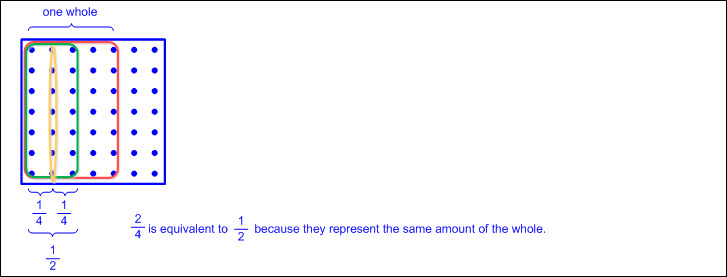 one whole
1/4 1/4
2/4 is equivalent to 1/2 because they represent the same amount of the whole.
1/2